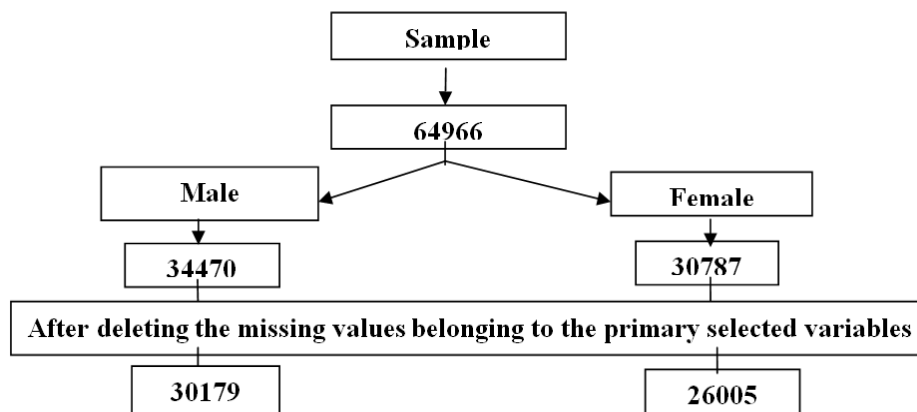 Sample
64966
Male
Female
34470
30787
After deleting the missing values belonging to the primary selected variables
30179
26005